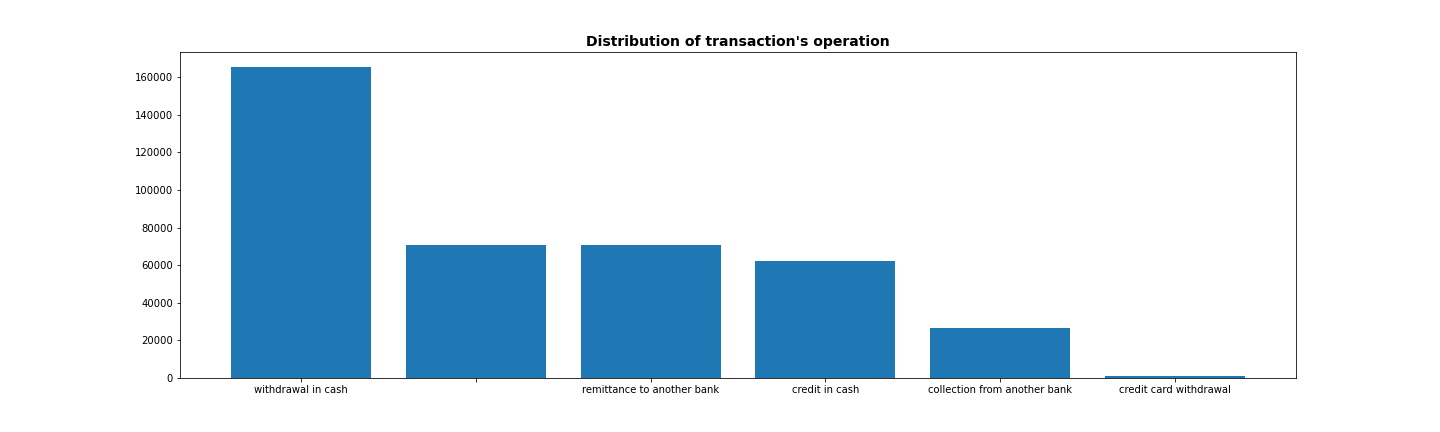 Distribution of transaction's operation
160000
140000
120000
100000
80000
60000
40000
20000
0
withdrawal in cash
remittance to another bank
credit in cash
collection from another bank
credit card withdrawal